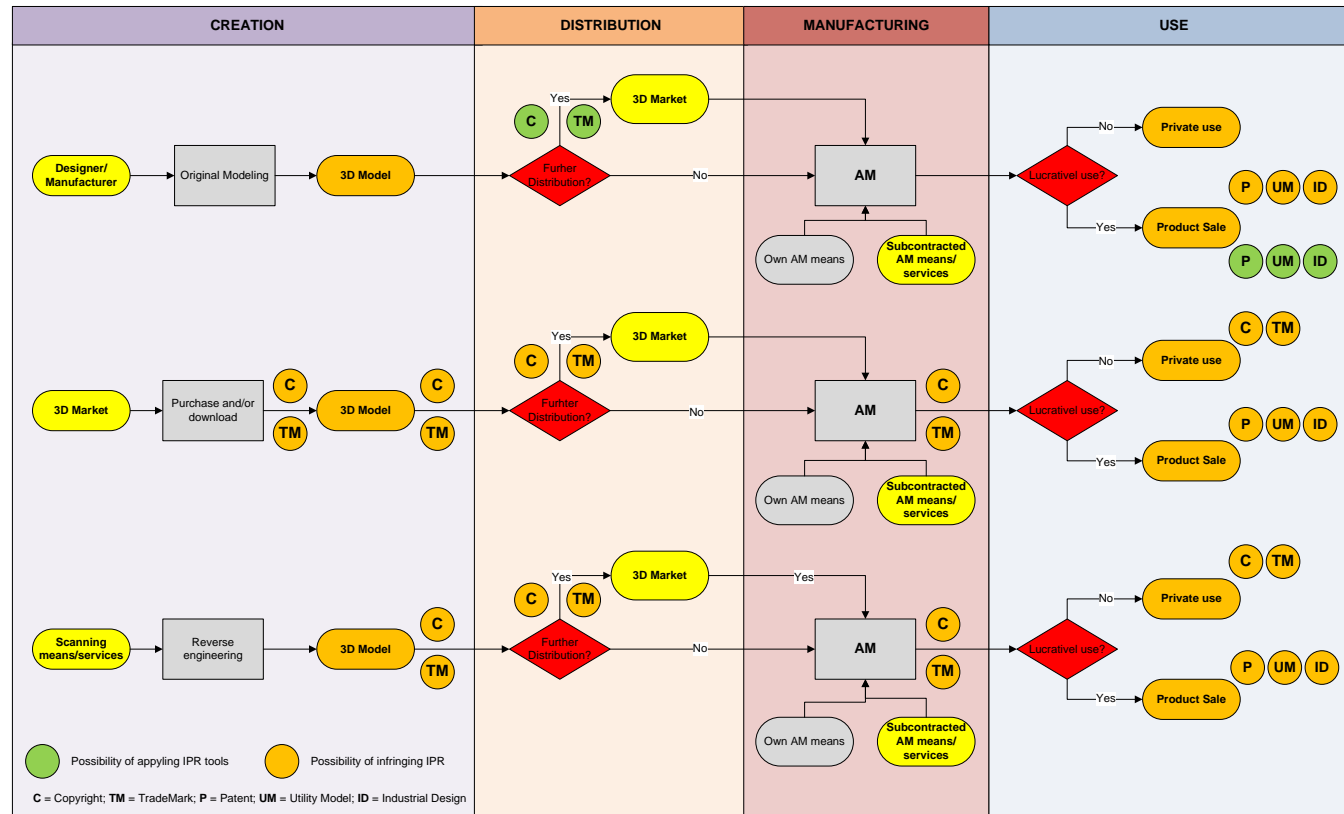 CREATION
DISTRIBUTION
MANUFACTURING
USE
Yes
3D Market
C
TM
Designer/
Manufacturer
Original Modeling
3D Model
Furher
Distribution?
No
AM
Own AM means
Subcontracted
AM means/
services
Lucrativel use?
No
Private use
Yes
Product Sale
P
UM
ID
P
UM
ID
Yes
3D Market
C
TM
3D Market
Purchase and/or
download
C
TM
3D Model
C
TM
Furhter
Distribution?
No
AM
C
TM
Own AM means
Subcontracted
AM means/
services
Lucrativel use?
No
Private use
C
TM
Yes
Product Sale
P
UM
ID
Yes
3D Market
Yes
C
TM
Scanning
means/services
Reverse
engineering
3D Model
C
TM
Further
Distribution?
No
AM
C
TM
Own AM means
Subcontracted
AM means/
services
Lucrativel use?
No
Private use
C
TM
Yes
Product Sale
P
UM
ID
Possibility of appyling IPR tools
Possibility of infringing IPR
C = Copyright; TM = TradeMark; P = Patent; UM = Utility Model; ID = Industrial Design